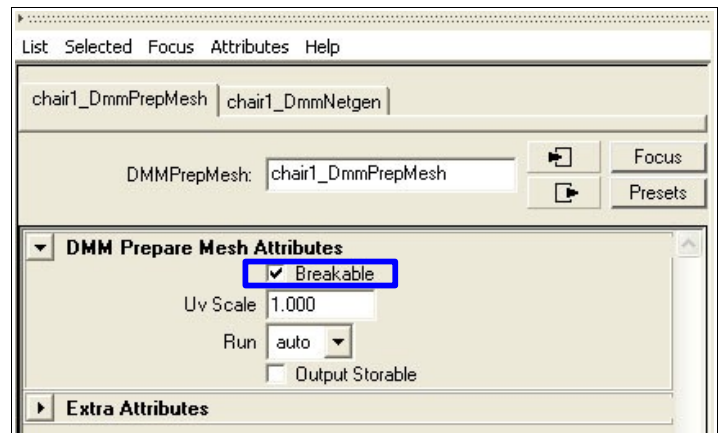 List Selected Focus Attributes Help
chair1_DmmPrepMesh chair1_DmmNetgen
DMMPrepMesh: chair1_DmmPrepMesh
Focus
Presets
DMM Prepare Mesh Attributes
Breakable
Uv Scale 1.000
Run auto
Output Storable
Extra Attributes